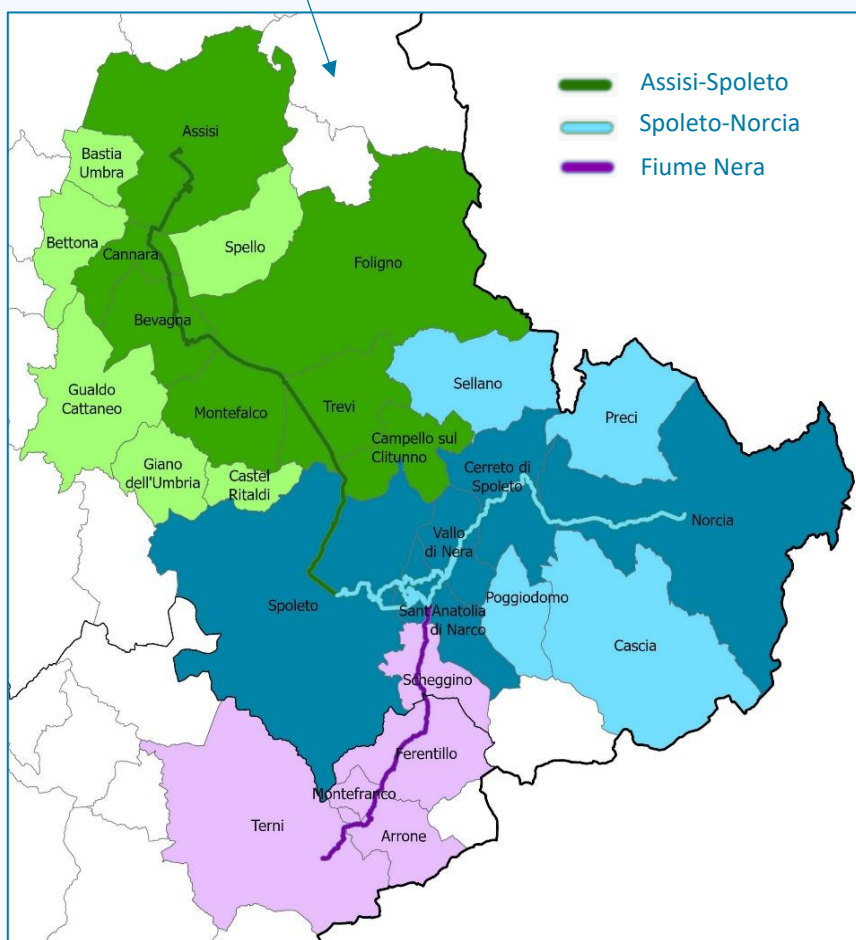 Assisi-Spoleto
Spoleto-Norcia
Fiume Nera
Assisi
Bastia
Umbra
Bettona
Spello
Cannara
Foligno
Bevagna
Gualdo
Cattaneo
Montefalco
Trevi
Sellano
Preci
Campello sul
Clitunno
Giano
dell'Umbria
Castel
Ritaldi
Cerreto di
Spoleto
Norcia
Vallo
di Nera
Spoleto
Sant'Anatolia
di Narco
Poggiodomo
Cascia
Scheggino
Ferentillo
Montefranco
Terni
Arrone